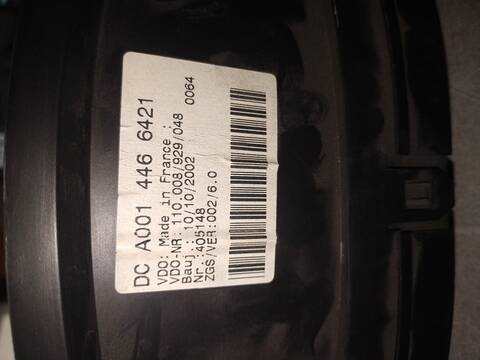 DC A001 446 6421
VDO: Made in France :
VDO-NR: 110.008/929/048 0064
Bauj.: 10/10/2002
Nr.:405148
ZGS/VER:002/6.0